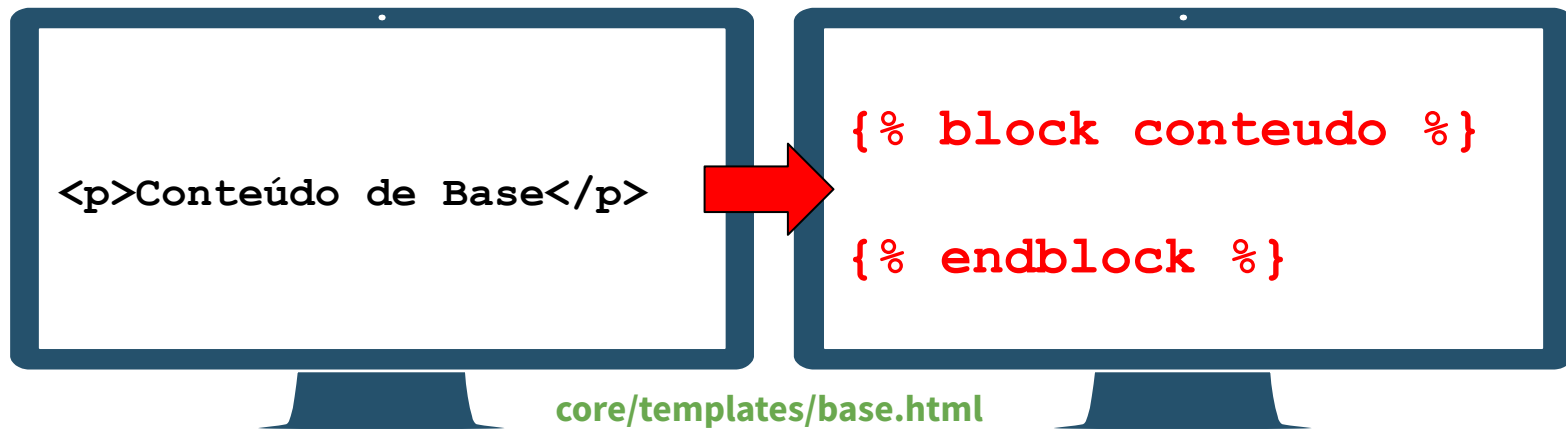 <p>Conteúdo de Base</p>
{% block conteudo %}
{% endblock %}
core/templates/base.html